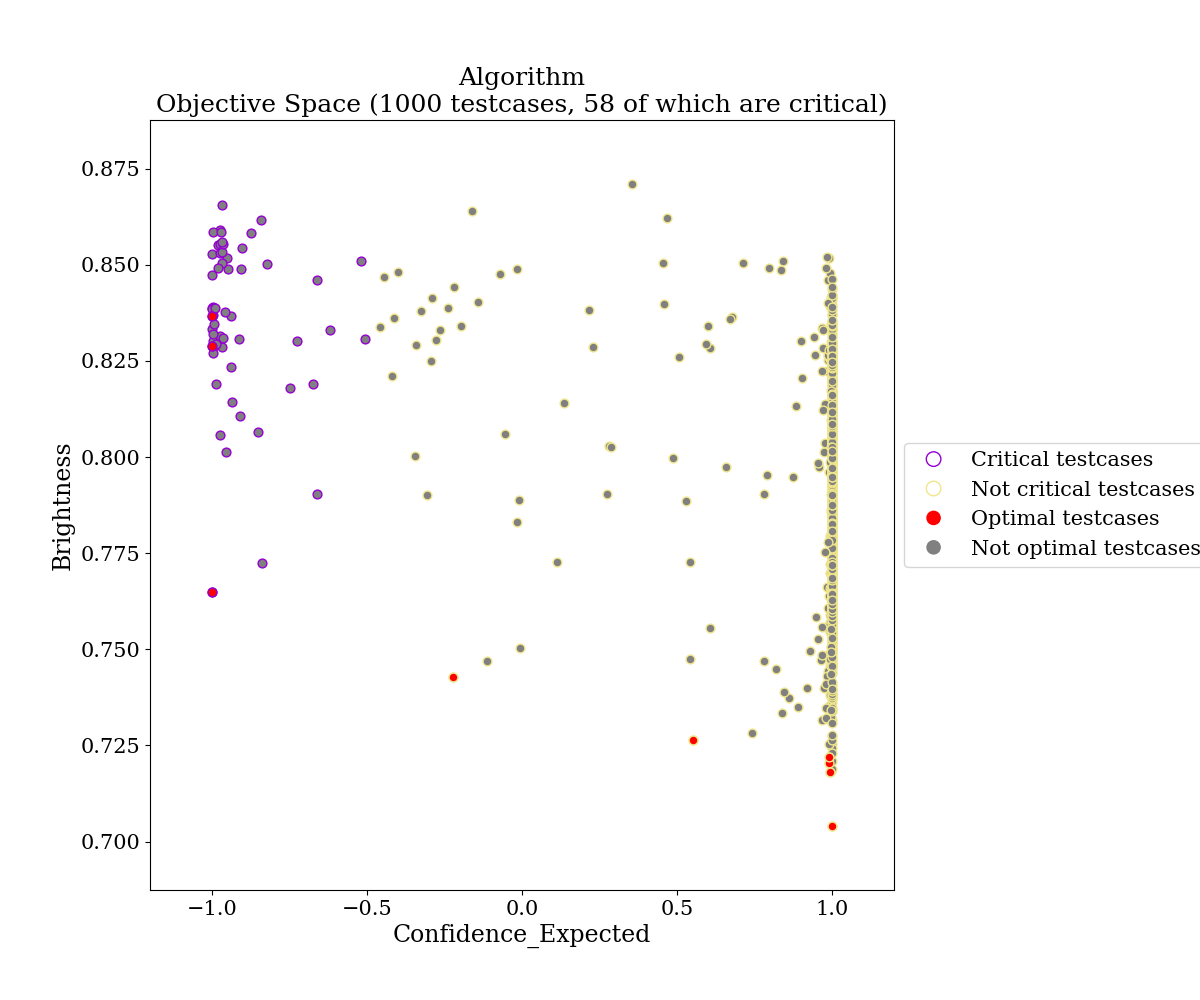 Algorithm
Objective Space (1000 testcases, 58 of which are critical)
0.875
0.850
0.825
0.800
0.775
0.750
0.725
0.700
Brightness
−1.0
−0.5
0.0
0.5
1.0
Confidence_Expected
Critical testcases
Not critical testcases
Optimal testcases
Not optimal testcases